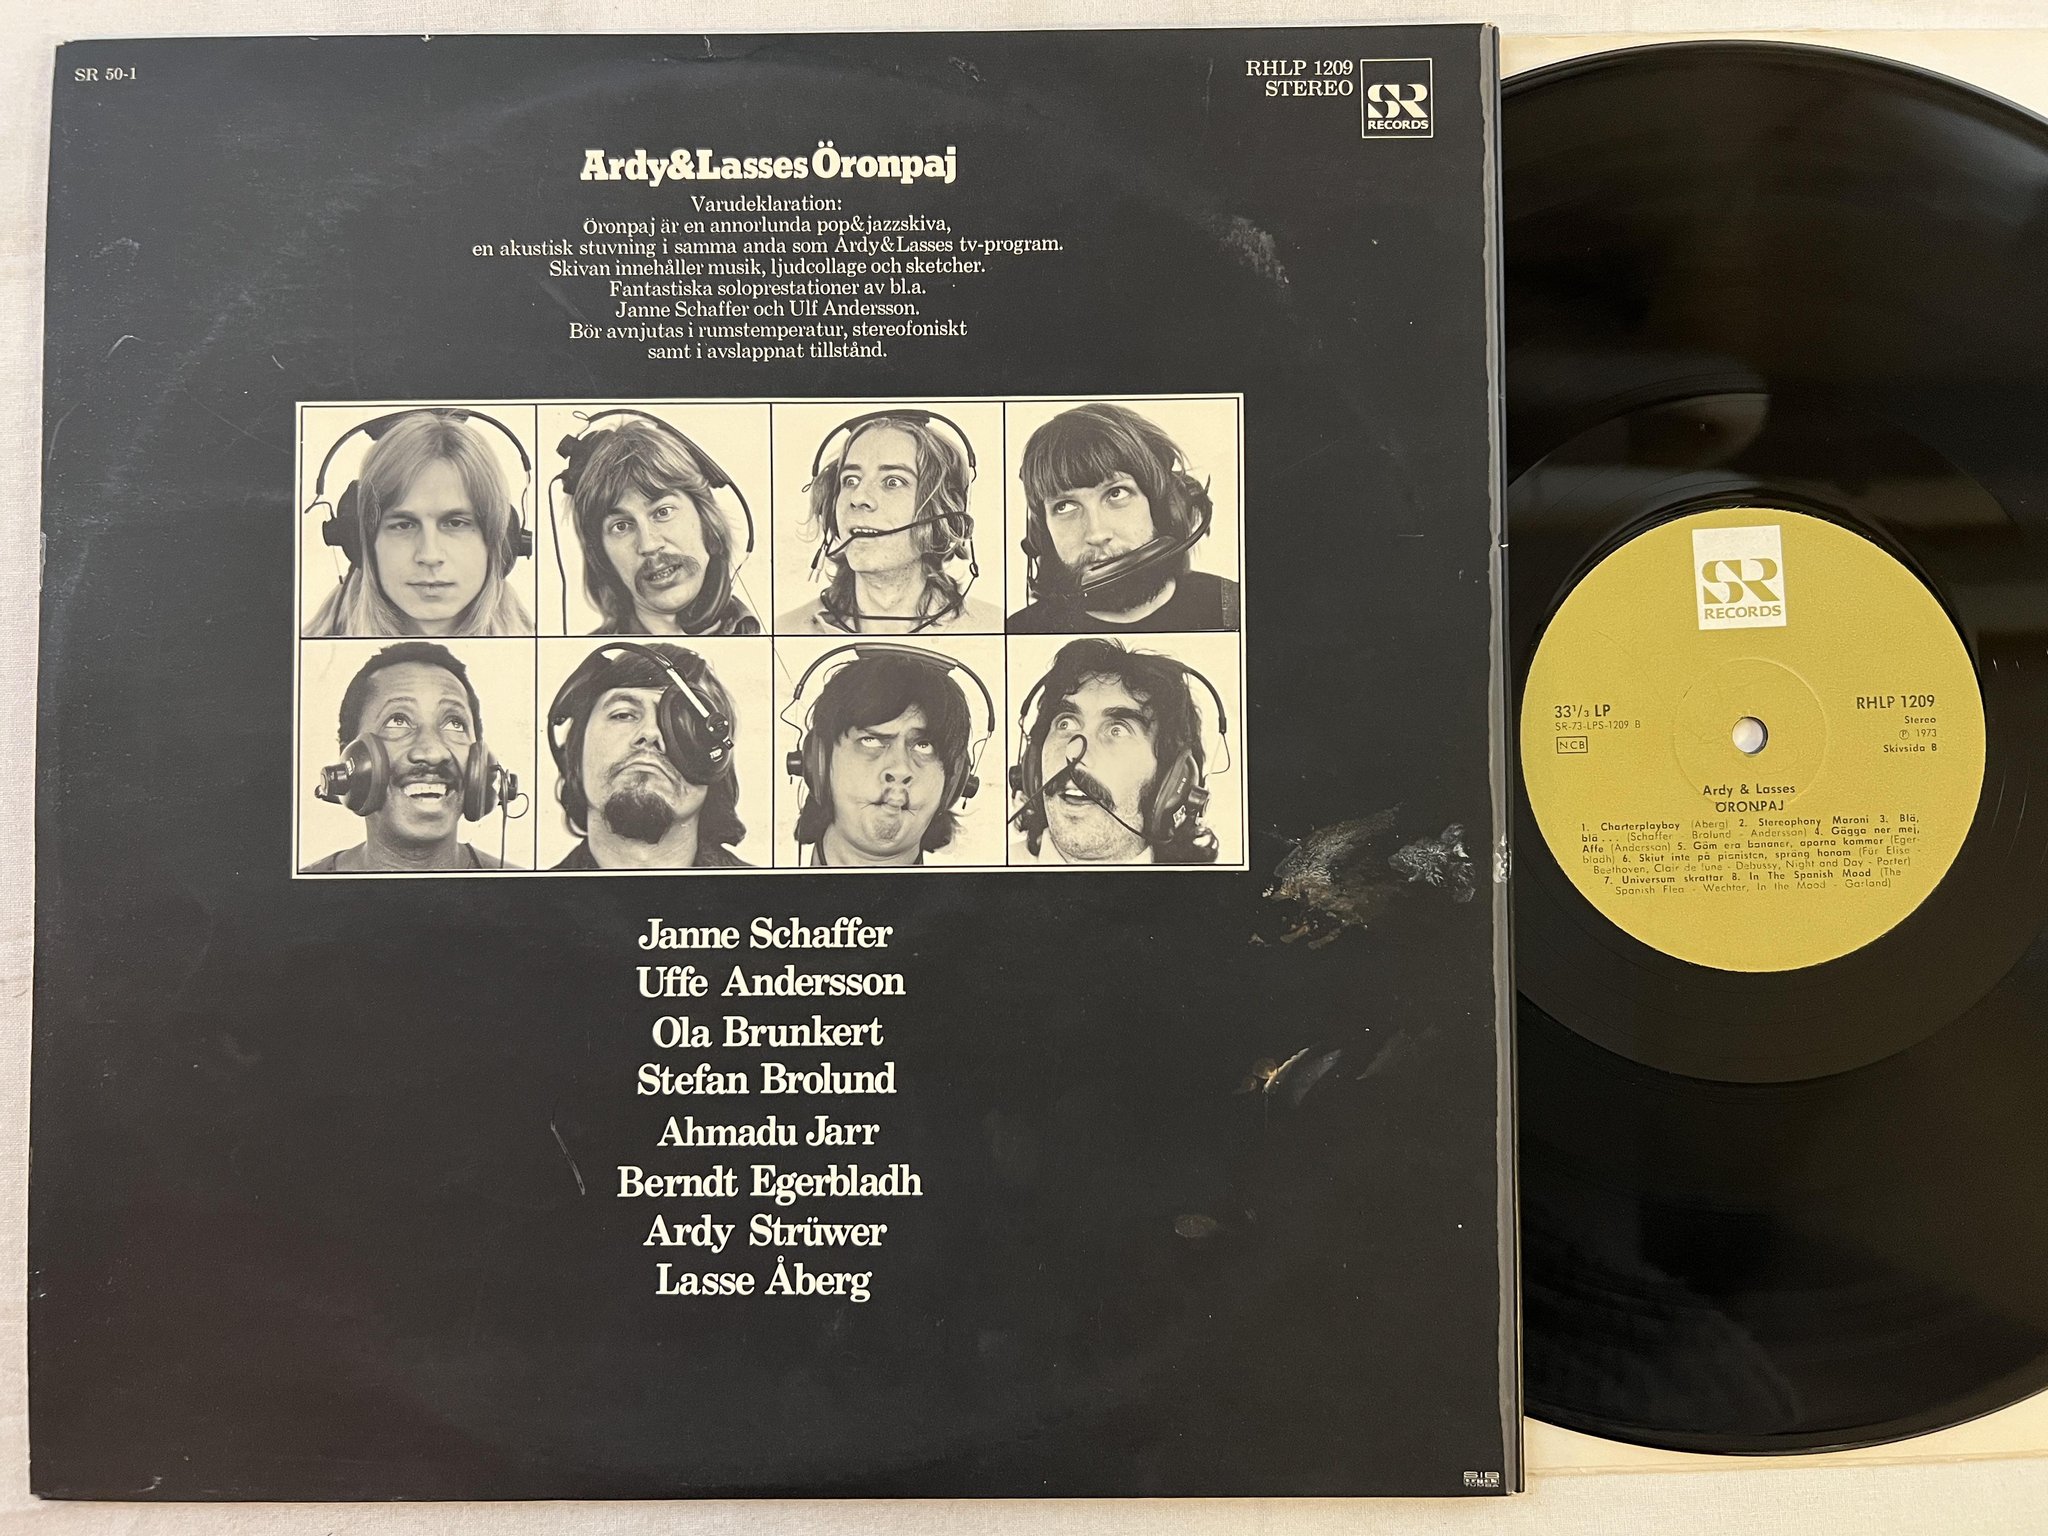 SR 50-1
RHLP 1209
STEREO
SR
RECORDS
Ardy&Lasses Öronpaj
Varudeklaration:
Öronpaj är en annorlunda pop&jazzskiva,
en akustisk stuvning i samma anda som Ardy&Lasses tv-program.
Skivan innehåller musik, ljudcollage och sketcher.
Fantastiska soloprestationer av bl.a.
Janne Schaffer och Ulf Andersson.
Bör avnjutas i rumstemperatur, stereofoniskt
samt i avslappnat tillstånd.
Janne Schaffer
Uffe Andersson
Ola Brunkert
Stefan Brolund
Ahmadu Jarr
Berndt Egerbladh
Ardy Strüwer
Lasse Åberg
SIB
tryck
TUMBA
SR
RECORDS
33 1/3 LP
SR-73-LPS-1209 B
NCB
RHLP 1209
Stereo
Ⓟ 1973
Skivsida B
Ardy & Lasses
ÖRONPAJ
1. Charterplayboy (Åberg) 2. Stereophony Maroni 3. Blä,
blä . . . (Schaffer - Brolund - Andersson) 4. Gagga ner mej,
Affe (Andersson) 5. Göm era bananer, aporna kommer (Eger-
bladh) 6. Skjut inte på pianisten, spräng honom (Für Elise -
Beethoven, Clair de lune - Debussy, Night and Day - Porter)
7. Universum skrattar 8. In The Spanish Mood (The
Spanish Flea - Wechter, In the Mood - Garland)